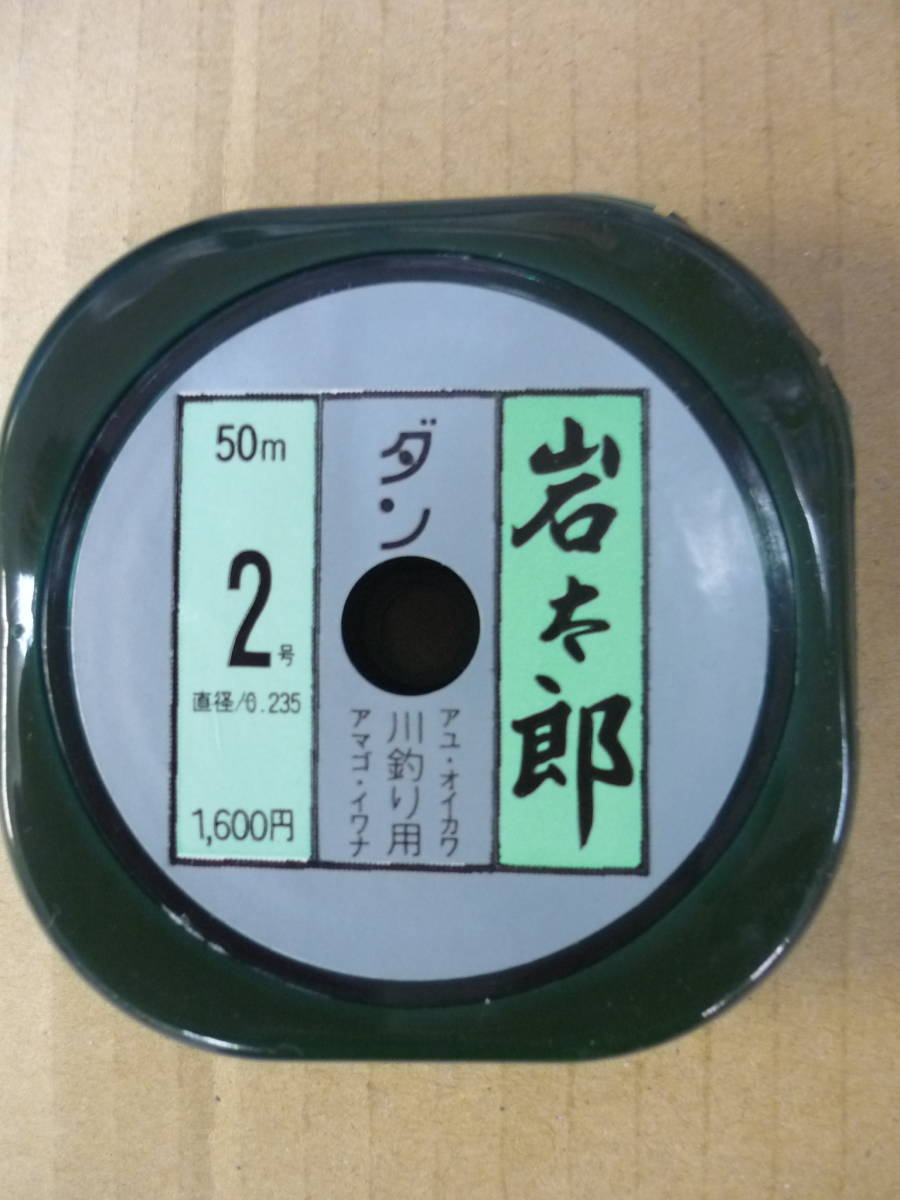 岩太郎
ダン
アユ・オイカワ
川釣り用
アマゴ・イワナ
50m
2号
直径/0.235
1,600円